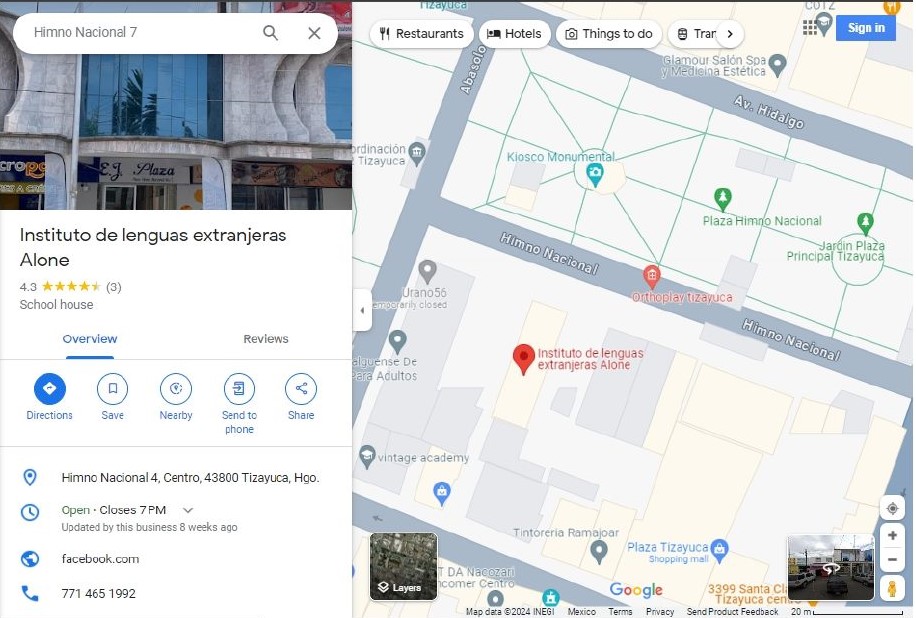 Himno Nacional 7
E.J. Plaza
Instituto de lenguas extranjeras
Alone
4.3
(3)
School house
Overview
Reviews
Directions
Save
Nearby
Send to
phone
Share
Himno Nacional 4, Centro, 43800 Tizayuca, Hgo.
Open · Closes 7 PM
Updated by this business 8 weeks ago
facebook.com
771 465 1992
Tizayuca
Restaurants
Hotels
Things to do
Tran
Sign in
Abasolo
Glamour Salón Spa
y Medicina Estética
Av. Hidalgo
ordinación
Tizayuca
Kiosco Monumental
Plaza Himno Nacional
Jardin Plaza
Principal Tizayuca
Himno Nacional
Orthoplay tizayuca
Urano56
emporarily closed
Himno Nacional
Instituto de lenguas
extranjeras Alone
alguense De
Para Adultos
vintage academy
Tintoreria Ramajoar
Plaza Tizayuca
Shopping mall
Layers
T DA Nacozari
ncomer Centro
Google
3399 Santa Cl
Tizayuca cen
Map data ©2024 INEGI
Mexico
Terms
Privacy
Send Product Feedback
20 m